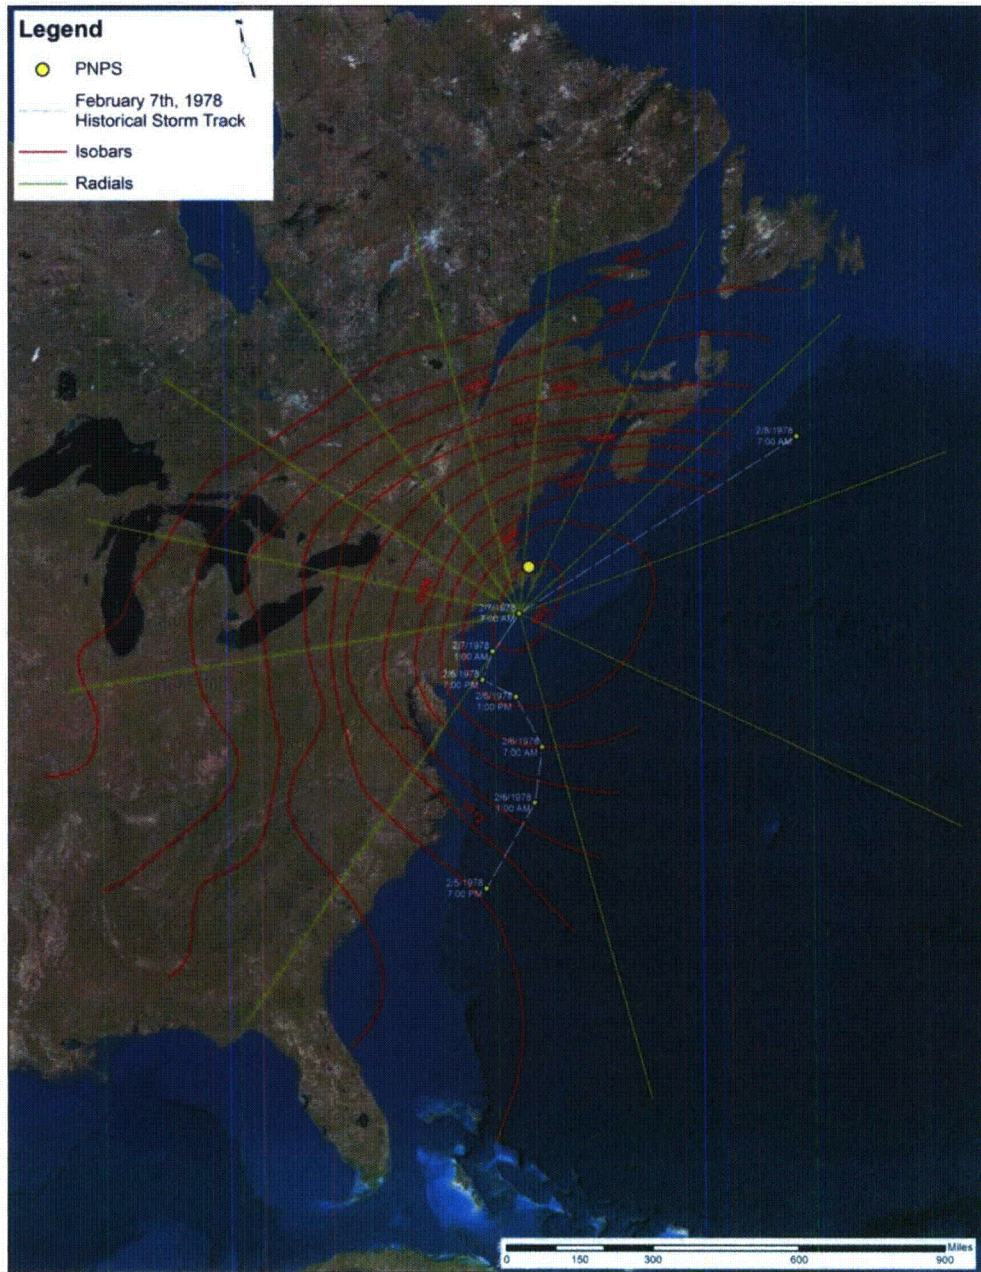 Legend
PNPS
February 7th, 1978
Historical Storm Track
Isobars
Radials
2/8/1978
7:00 AM
2/7/1978
7:00 AM
2/7/1978
1:00 AM
2/6/1978
7:00 PM
2/6/1978
1:00 PM
2/6/1978
7:00 AM
2/6/1978
1:00 AM
2/5/1978
7:00 PM
Miles
0 150 300 600 900